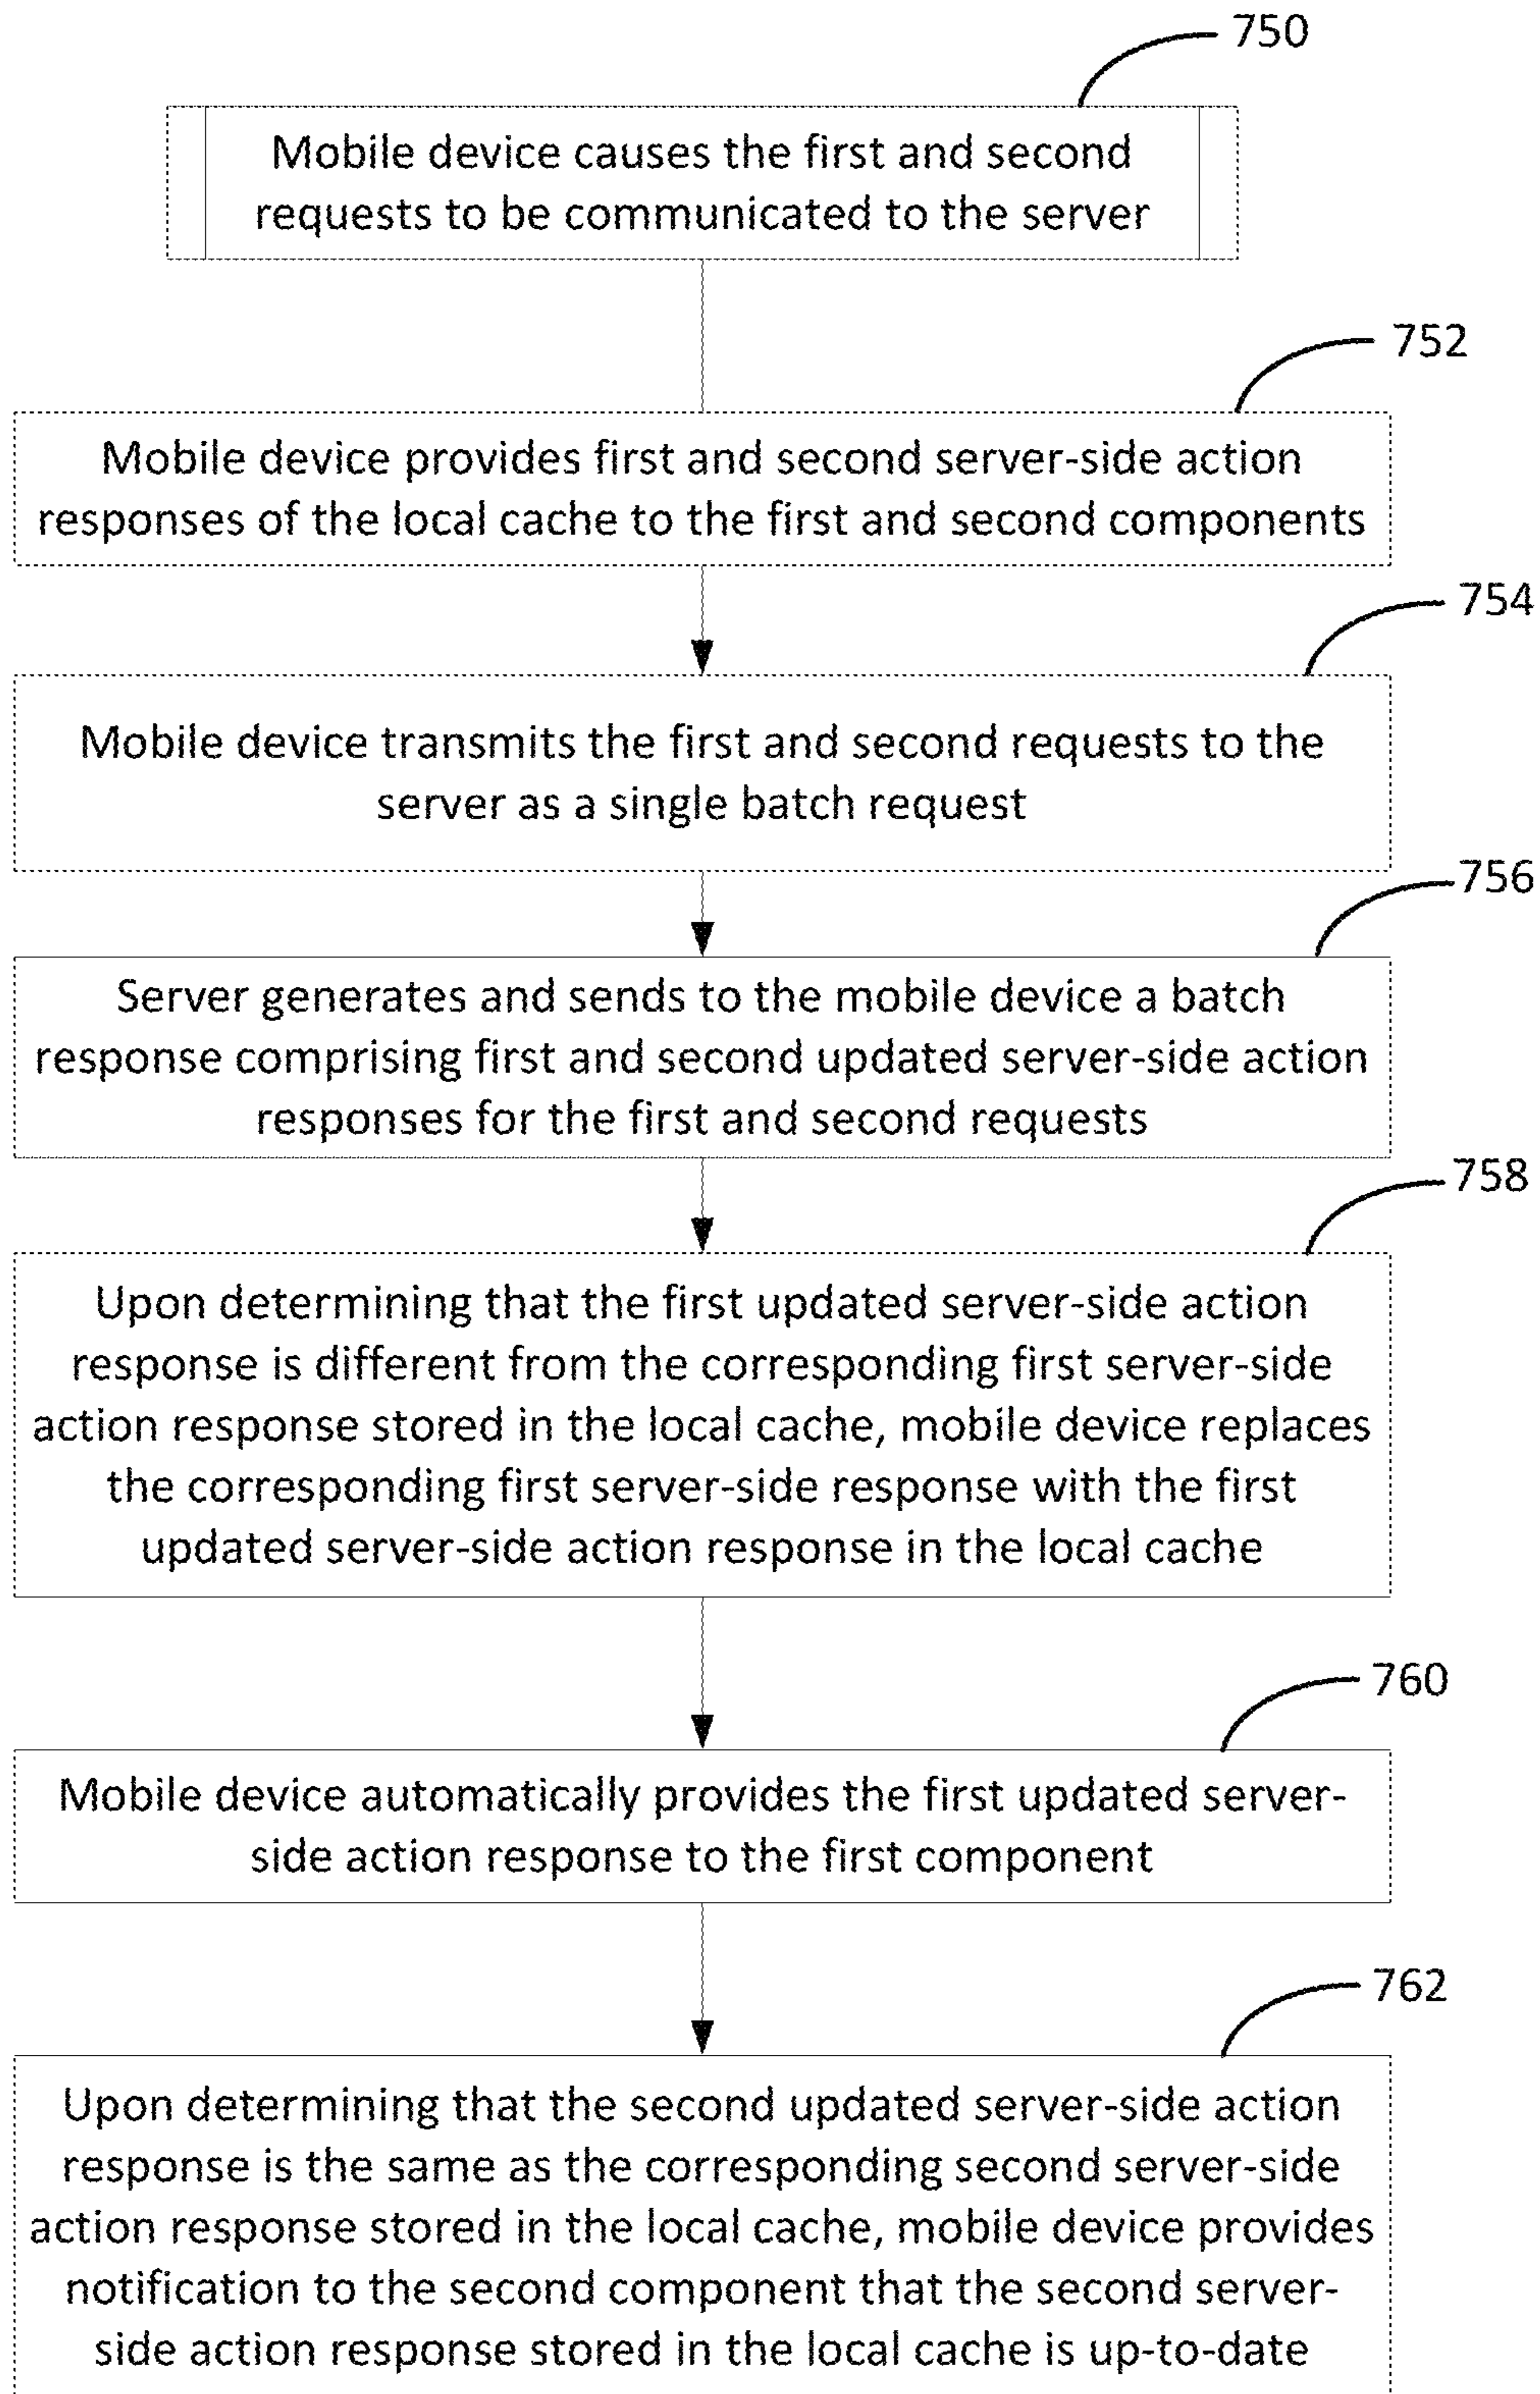 750
Mobile device causes the first and second
requests to be communicated to the server
752
Mobile device provides first and second server-side action
responses of the local cache to the first and second components
754
Mobile device transmits the first and second requests to the
server as a single batch request
756
Server generates and sends to the mobile device a batch
response comprising first and second updated server-side action
responses for the first and second requests
758
Upon determining that the first updated server-side action
response is different from the corresponding first server-side
action response stored in the local cache, mobile device replaces
the corresponding first server-side response with the first
updated server-side action response in the local cache
760
Mobile device automatically provides the first updated server-
side action response to the first component
762
Upon determining that the second updated server-side action
response is the same as the corresponding second server-side
action response stored in the local cache, mobile device provides
notification to the second component that the second server-
side action response stored in the local cache is up-to-date